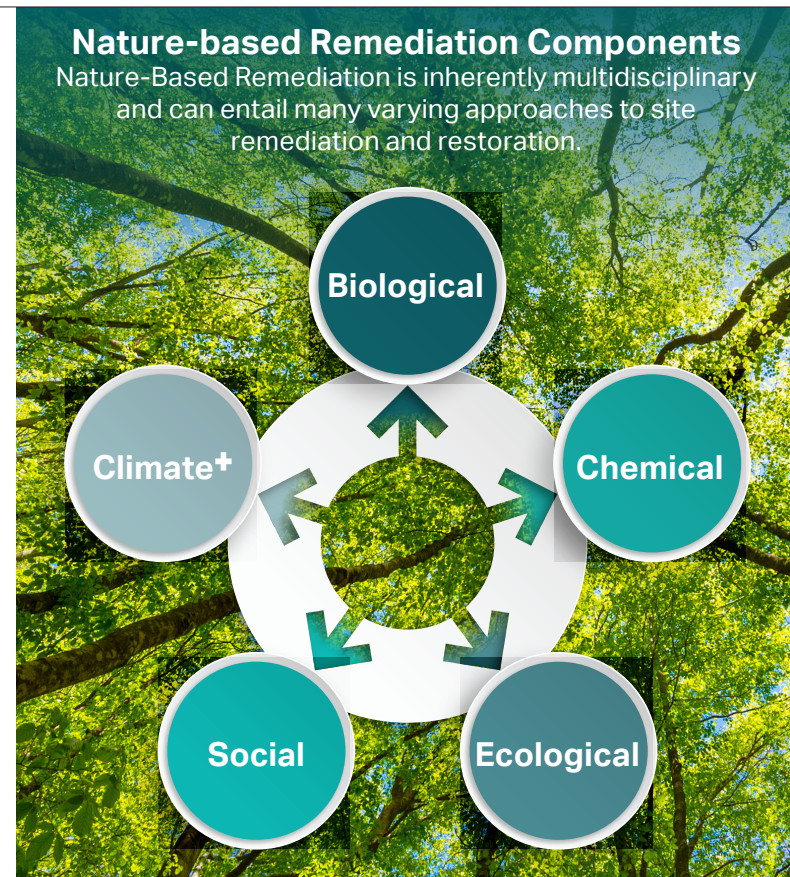 Nature-based Remediation Components
Nature-Based Remediation is inherently multidisciplinary
and can entail many varying approaches to site
remediation and restoration.
Biological
Climate⁺
Chemical
Social
Ecological